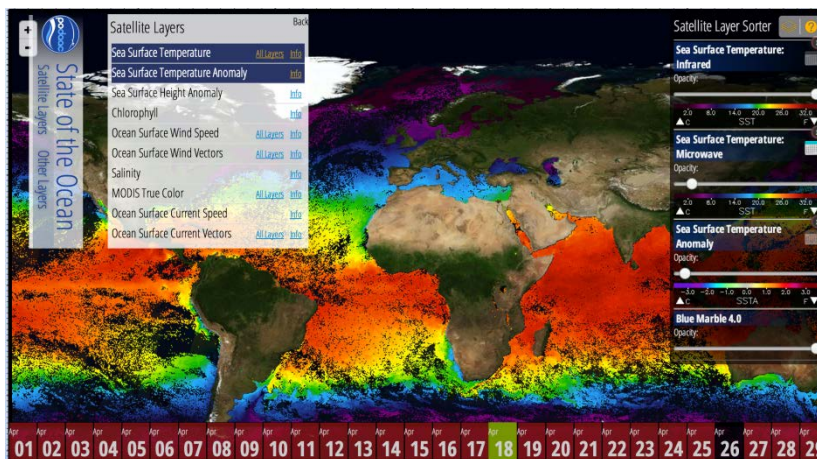 +
-
podaac
State of the Ocean
Satellite Layers Other Layers
Satellite Layers Back
Sea Surface Temperature All Layers Info
Sea Surface Temperature Anomaly Info
Sea Surface Height Anomaly Info
Chlorophyll Info
Ocean Surface Wind Speed All Layers Info
Ocean Surface Wind Vectors All Layers Info
Salinity Info
MODIS True Color All Layers Info
Ocean Surface Current Speed Info
Ocean Surface Current Vectors All Layers Info
Satellite Layer Sorter ?
Sea Surface Temperature:
Infrared
Opacity:
2.0 8.0 14.0 20.0 26.0 32.0
▲C SST F▼
Sea Surface Temperature:
Microwave
Opacity:
2.0 8.0 14.0 20.0 26.0 32.0
▲C SST F▼
Sea Surface Temperature
Anomaly
Opacity:
-3.0 -2.0 -1.0 0.0 1.0 2.0 3.0
▲C SSTA F▼
Blue Marble 4.0
Opacity:
Apr 01 Apr 02 Apr 03 Apr 04 Apr 05 Apr 06 Apr 07 Apr 08 Apr 09 Apr 10 Apr 11 Apr 12 Apr 13 Apr 14 Apr 15 Apr 16 Apr 17 Apr 18 Apr 19 Apr 20 Apr 21 Apr 22 Apr 23 Apr 24 Apr 25 Apr 26 Apr 27 Apr 28 Apr 29